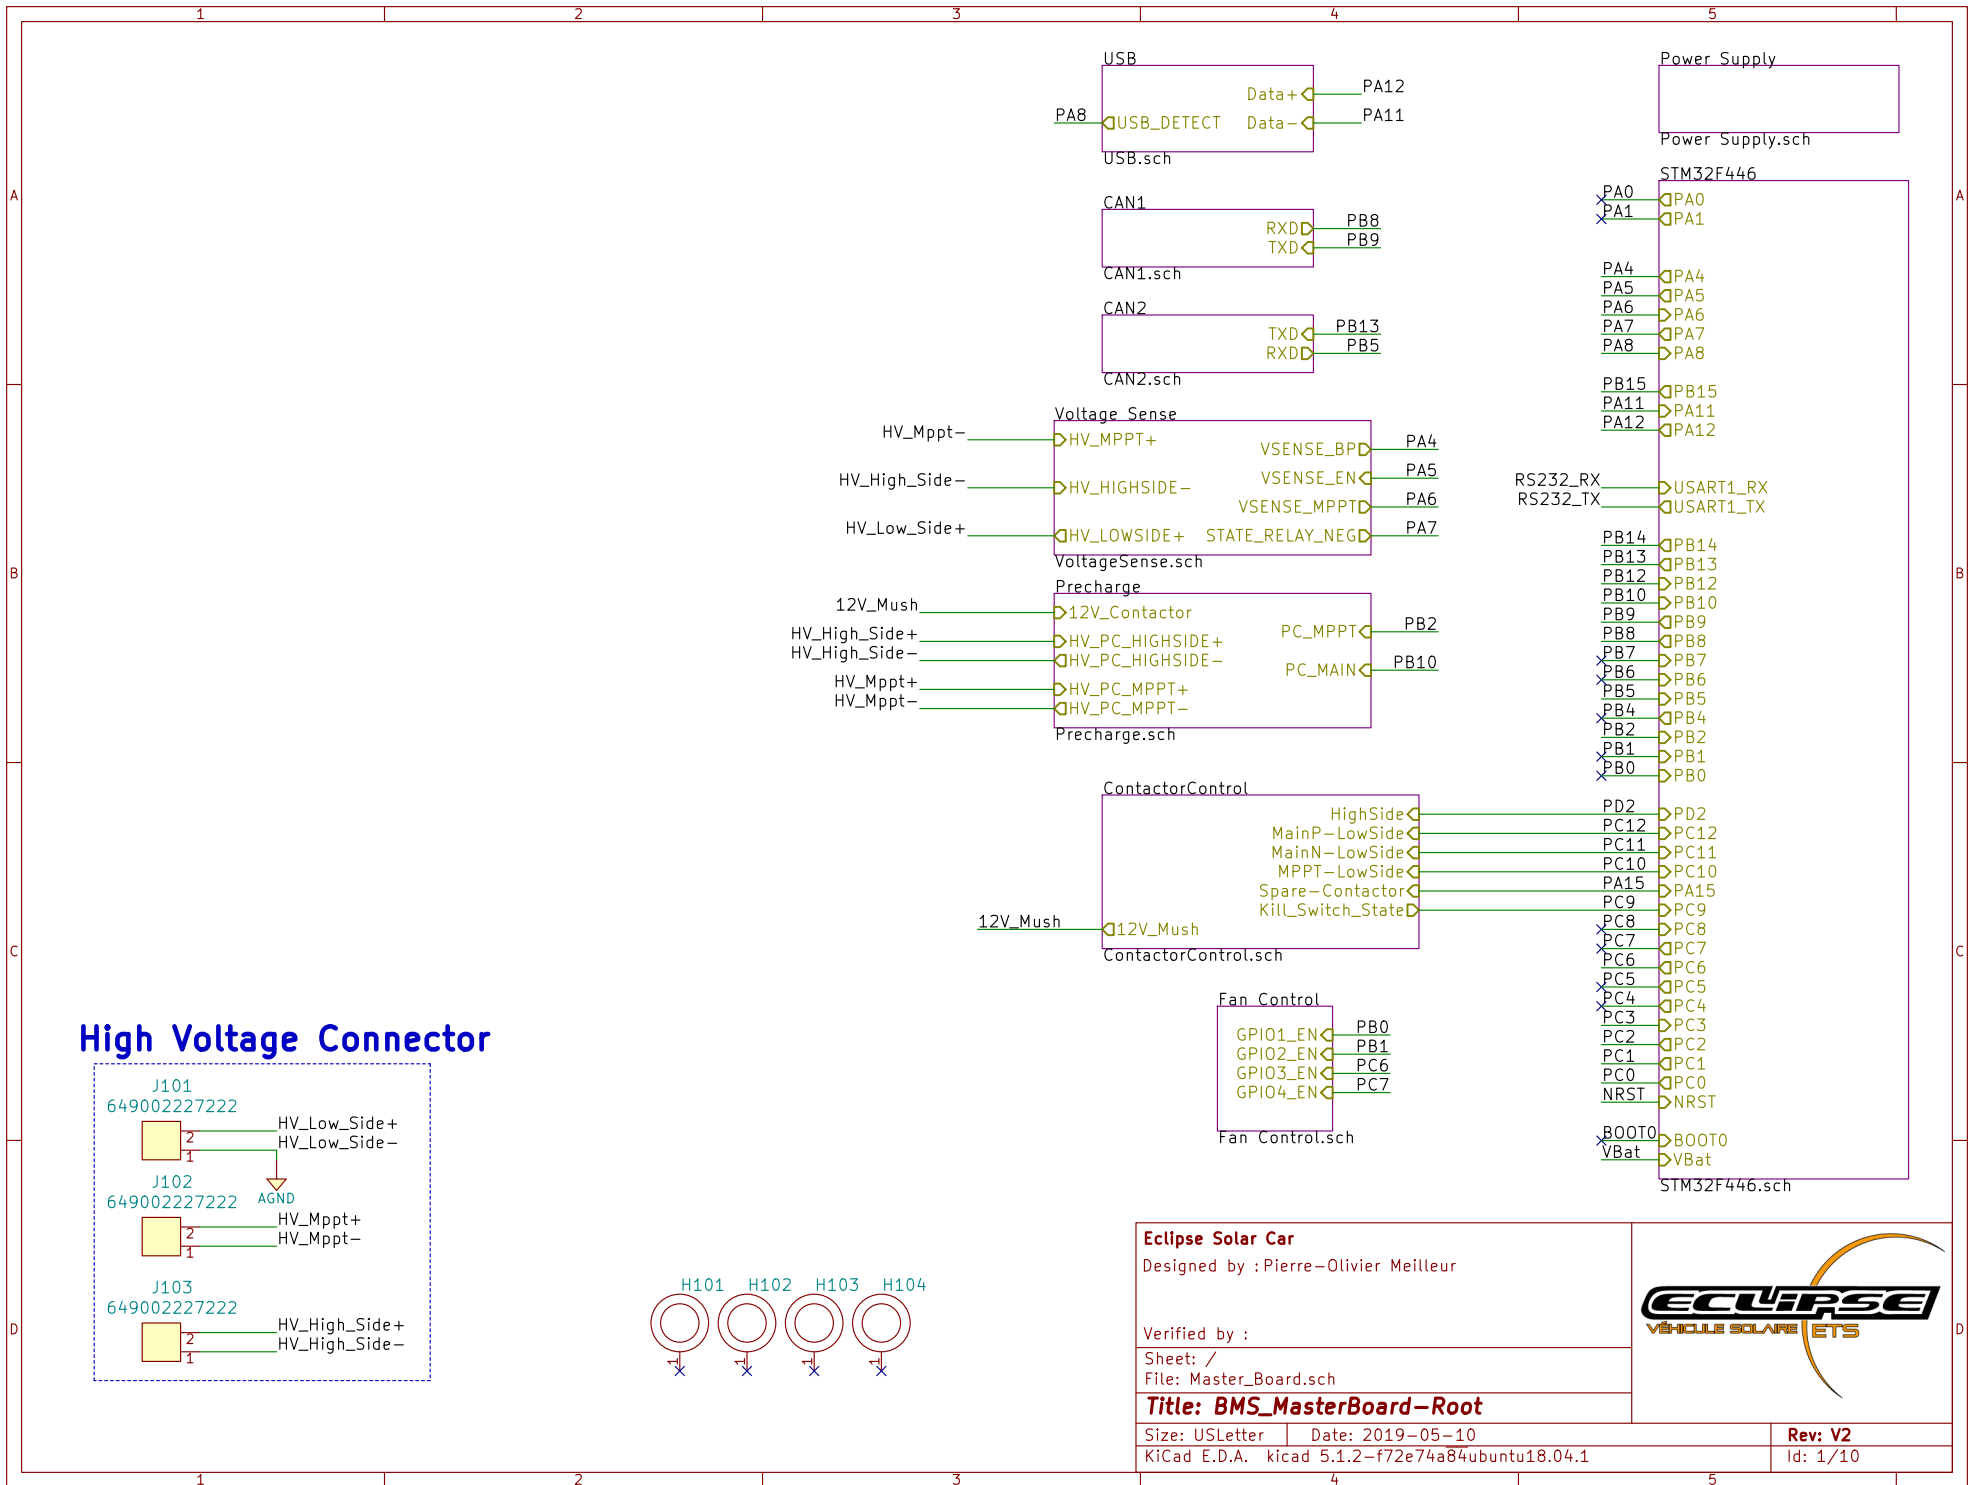 1 2 3 4 5
A
B
C
D
A
B
C
D
USB
Data+ PA12
PA8 USB_DETECT Data- PA11
USB.sch
CAN1
RXD PB8
TXD PB9
CAN1.sch
CAN2
TXD PB13
RXD PB5
CAN2.sch
Voltage Sense
HV_Mppt- HV_MPPT+
VSENSE_BP PA4
HV_High_Side- HV_HIGHSIDE-
VSENSE_EN PA5
VSENSE_MPPT PA6
HV_Low_Side+ HV_LOWSIDE+ STATE_RELAY_NEG PA7
VoltageSense.sch
Precharge
12V_Mush 12V_Contactor
PC_MPPT PB2
HV_High_Side+ HV_PC_HIGHSIDE+
HV_High_Side- HV_PC_HIGHSIDE-
PC_MAIN PB10
HV_Mppt+ HV_PC_MPPT+
HV_Mppt- HV_PC_MPPT-
Precharge.sch
ContactorControl
HighSide
MainP-LowSide
MainN-LowSide
MPPT-LowSide
Spare-Contactor
Kill_Switch_State
12V_Mush 12V_Mush
ContactorControl.sch
Fan Control
GPIO1_EN PB0
GPIO2_EN PB1
GPIO3_EN PC6
GPIO4_EN PC7
Fan Control.sch
Power Supply
Power Supply.sch
STM32F446
PA0 PA0
PA1 PA1
PA4 PA4
PA5 PA5
PA6 PA6
PA7 PA7
PA8 PA8
PB15 PB15
PA11 PA11
PA12 PA12
RS232_RX USART1_RX
RS232_TX USART1_TX
PB14 PB14
PB13 PB13
PB12 PB12
PB10 PB10
PB9 PB9
PB8 PB8
PB7 PB7
PB6 PB6
PB5 PB5
PB4 PB4
PB2 PB2
PB1 PB1
PB0 PB0
PD2 PD2
PC12 PC12
PC11 PC11
PC10 PC10
PA15 PA15
PC9 PC9
PC8 PC8
PC7 PC7
PC6 PC6
PC5 PC5
PC4 PC4
PC3 PC3
PC2 PC2
PC1 PC1
PC0 PC0
NRST NRST
BOOT0 BOOT0
VBat VBat
STM32F446.sch
High Voltage Connector
J101
649002227222
2 HV_Low_Side+
1 HV_Low_Side-
AGND
J102
649002227222
2 HV_Mppt+
1 HV_Mppt-
J103
649002227222
2 HV_High_Side+
1 HV_High_Side-
H101 H102 H103 H104
1 1 1 1
Eclipse Solar Car
Designed by : Pierre-Olivier Meilleur
Verified by :
Sheet: /
File: Master_Board.sch
Title: BMS_MasterBoard-Root
Size: USLetter Date: 2019-05-10 Rev: V2
KiCad E.D.A. kicad 5.1.2-f72e74a84ubuntu18.04.1 Id: 1/10
ECLIPSE
VÉHICULE SOLAIRE ETS
1 2 3 4 5